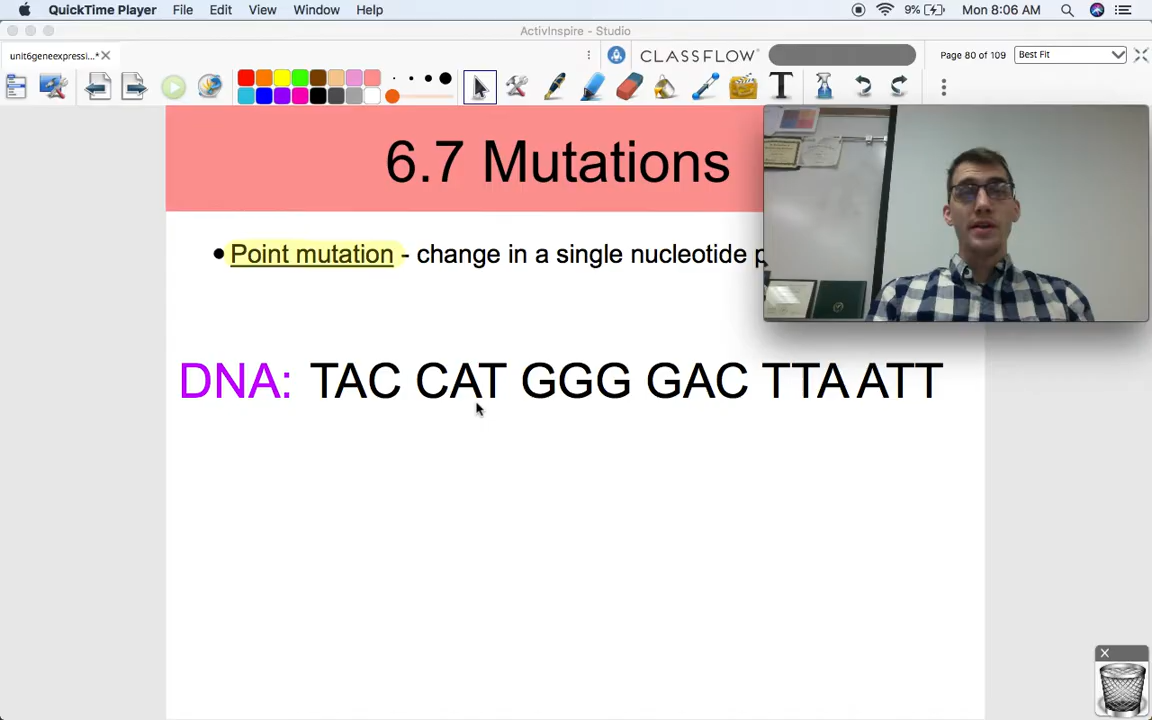 QuickTime Player File Edit View Window Help 9% Mon 8:06 AM
ActivInspire - Studio
unit6geneexpressi...*
CLASSFLOW Page 80 of 109 Best Fit
T
6.7 Mutations
• Point mutation - change in a single nucleotide p
DNA: TAC CAT GGG GAC TTA ATT